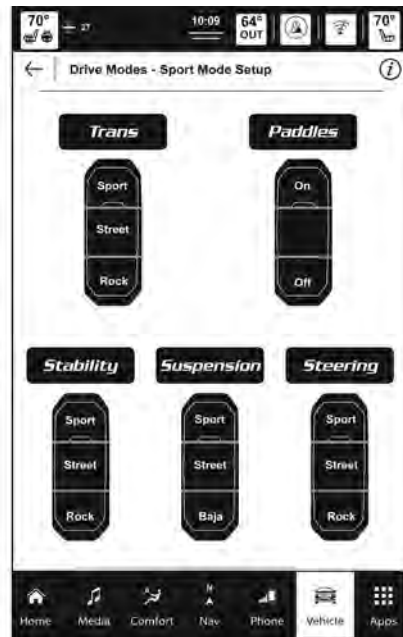 70° 10:09 64° OUT 70°
Drive Modes - Sport Mode Setup
Trans Paddles
Sport On
Street
Rock Off
Stability Suspension Steering
Sport Sport Sport
Street Street Street
Rock Baja Rock
Home Media Comfort Nav Phone Vehicle Apps